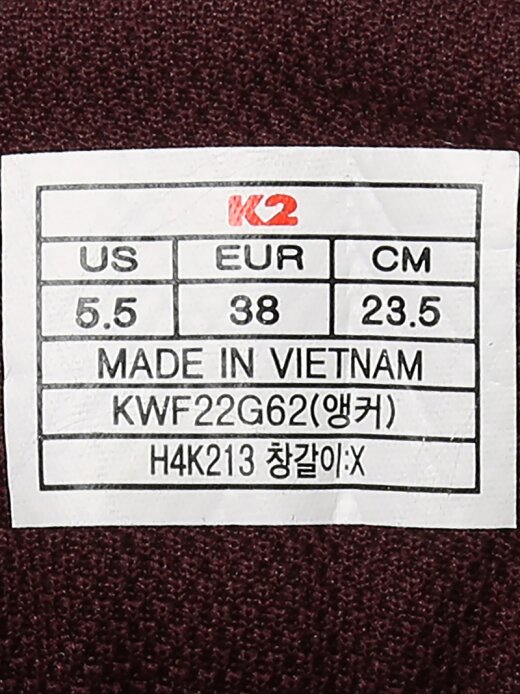 K2
US EUR CM
5.5 38 23.5
MADE IN VIETNAM
KWF22G62(앵커)
H4K213 창갈이:X